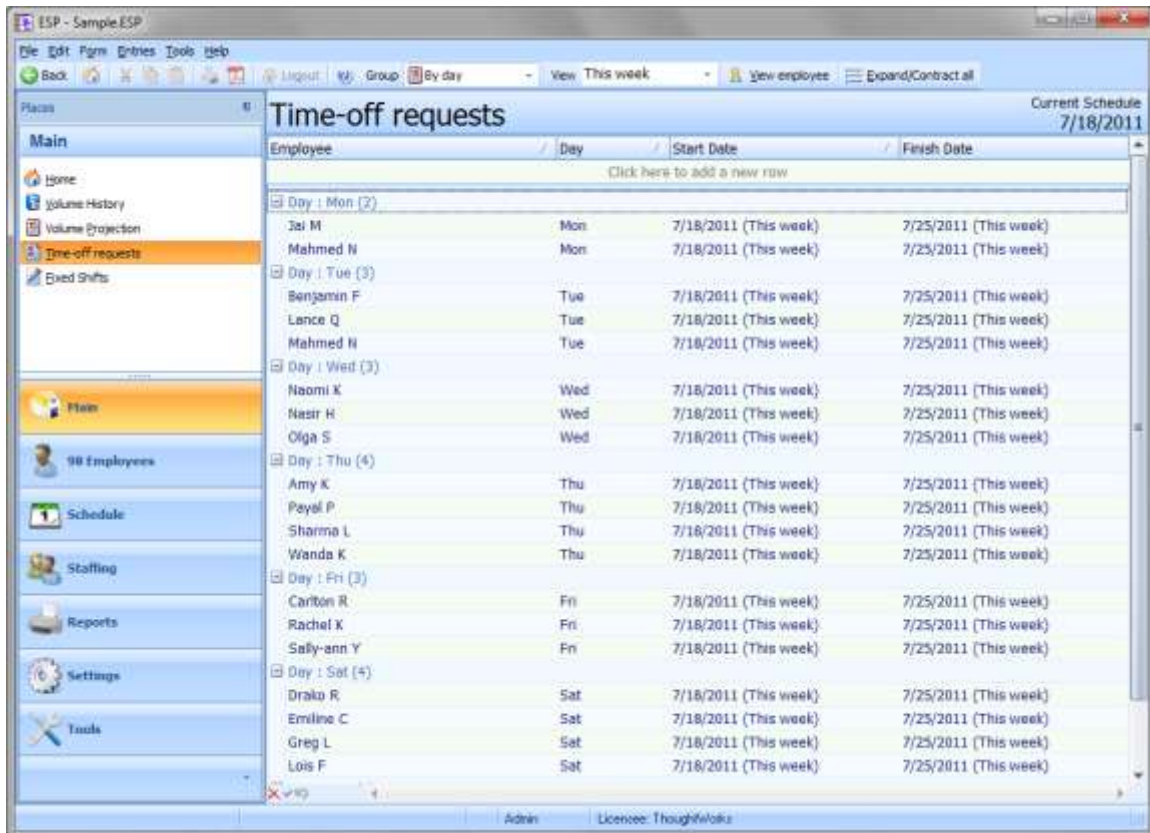 ESP - Sample.ESP
File Edit Form Entries Tools Help
Back Logout Group By day View This week View employee Expand/Contract all
Places
Main
Home
Volume History
Volume Projection
Time-off requests
Fixed Shifts
Main
98 Employees
Schedule
Staffing
Reports
Settings
Tools
Time-off requests
Current Schedule
7/18/2011
Employee Day Start Date Finish Date
Click here to add a new row
Day : Mon (2)
Jai M Mon 7/18/2011 (This week) 7/25/2011 (This week)
Mahmed N Mon 7/18/2011 (This week) 7/25/2011 (This week)
Day : Tue (3)
Benjamin F Tue 7/18/2011 (This week) 7/25/2011 (This week)
Lance Q Tue 7/18/2011 (This week) 7/25/2011 (This week)
Mahmed N Tue 7/18/2011 (This week) 7/25/2011 (This week)
Day : Wed (3)
Naomi K Wed 7/18/2011 (This week) 7/25/2011 (This week)
Nasir H Wed 7/18/2011 (This week) 7/25/2011 (This week)
Olga S Wed 7/18/2011 (This week) 7/25/2011 (This week)
Day : Thu (4)
Amy K Thu 7/18/2011 (This week) 7/25/2011 (This week)
Payal P Thu 7/18/2011 (This week) 7/25/2011 (This week)
Sharma L Thu 7/18/2011 (This week) 7/25/2011 (This week)
Wanda K Thu 7/18/2011 (This week) 7/25/2011 (This week)
Day : Fri (3)
Carlton R Fri 7/18/2011 (This week) 7/25/2011 (This week)
Rachel K Fri 7/18/2011 (This week) 7/25/2011 (This week)
Sally-ann Y Fri 7/18/2011 (This week) 7/25/2011 (This week)
Day : Sat (4)
Drako R Sat 7/18/2011 (This week) 7/25/2011 (This week)
Emiline C Sat 7/18/2011 (This week) 7/25/2011 (This week)
Greg L Sat 7/18/2011 (This week) 7/25/2011 (This week)
Lois F Sat 7/18/2011 (This week) 7/25/2011 (This week)
Admin Licencee: ThoughtWorks